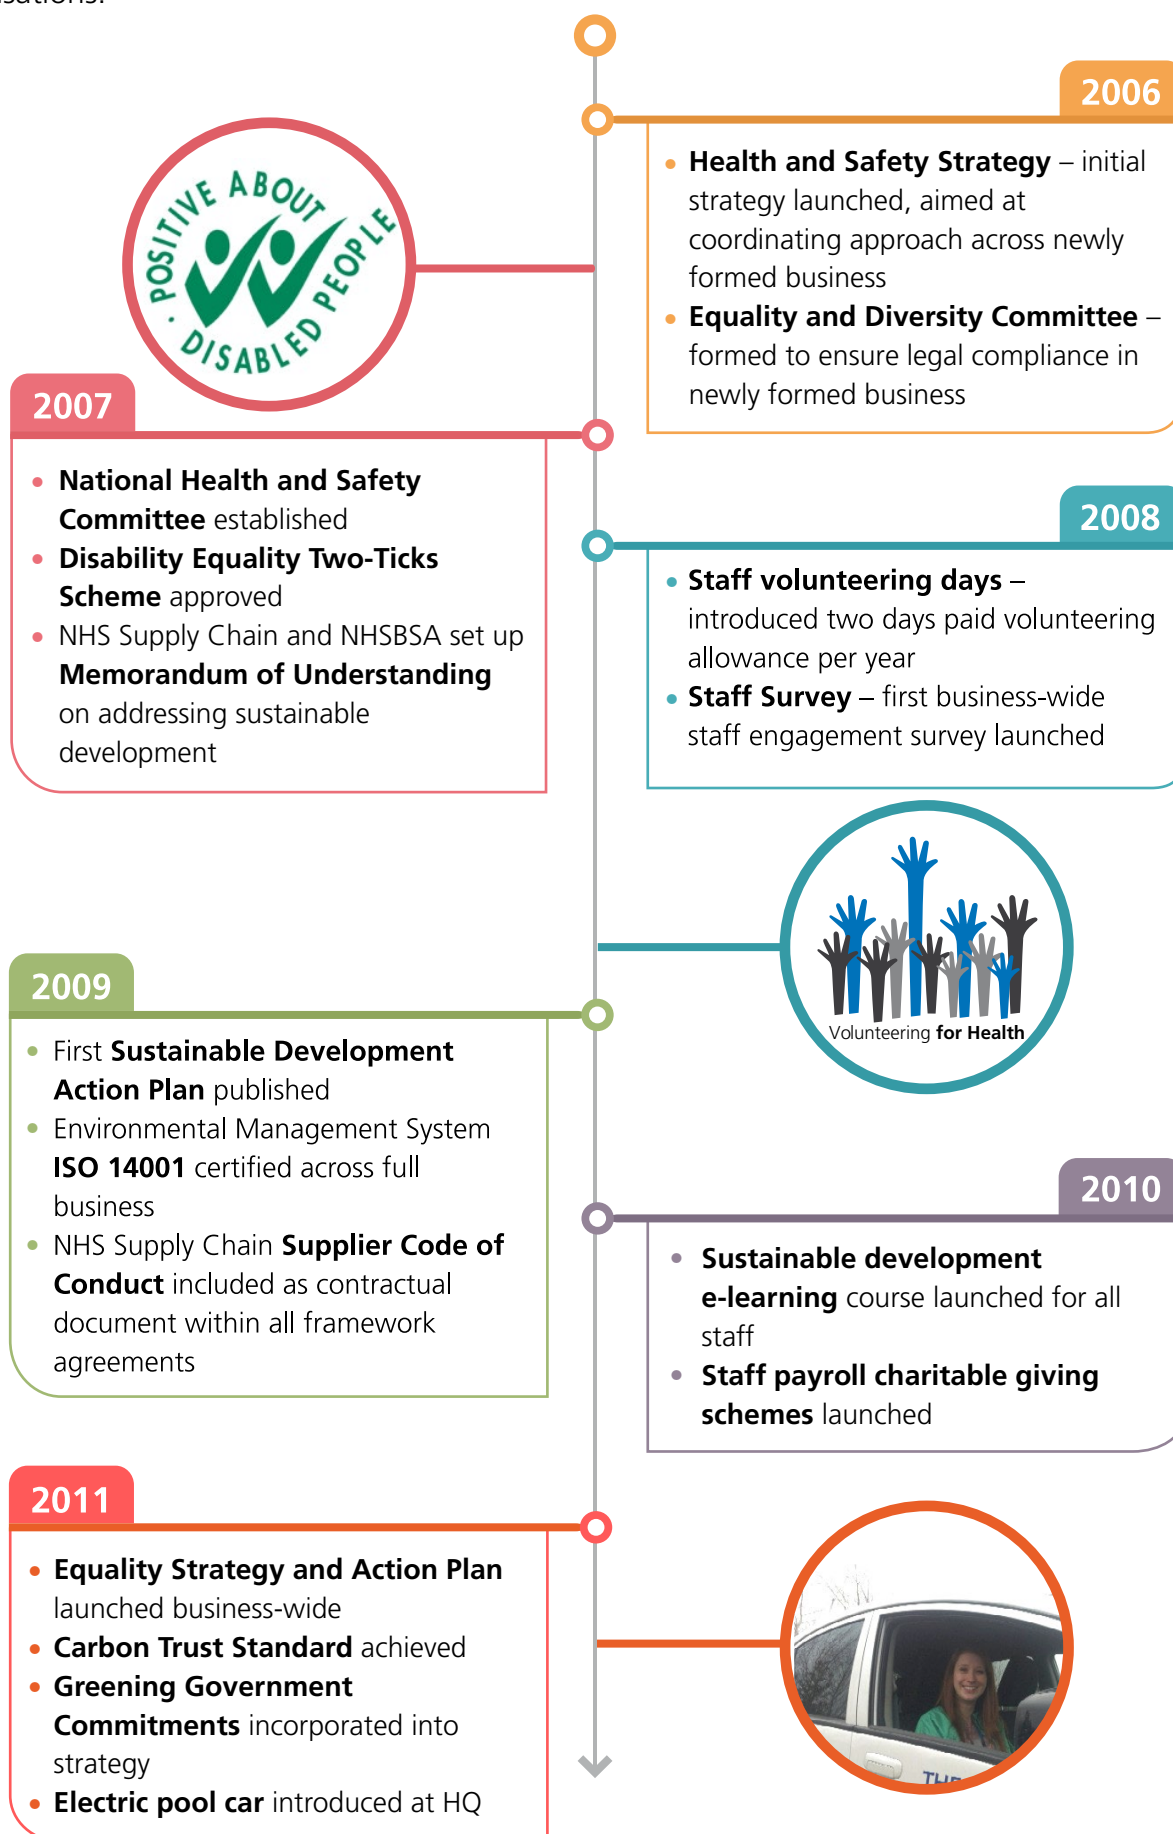 2006
Health and Safety Strategy – initial
strategy launched, aimed at
coordinating approach across newly
formed business
Equality and Diversity Committee –
formed to ensure legal compliance in
newly formed business
POSITIVE ABOUT
DISABLED PEOPLE
2007
National Health and Safety
Committee established
Disability Equality Two-Ticks
Scheme approved
NHS Supply Chain and NHSBSA set up
Memorandum of Understanding
on addressing sustainable
development
2008
Staff volunteering days –
introduced two days paid volunteering
allowance per year
Staff Survey – first business-wide
staff engagement survey launched
Volunteering for Health
2009
First Sustainable Development
Action Plan published
Environmental Management System
ISO 14001 certified across full
business
NHS Supply Chain Supplier Code of
Conduct included as contractual
document within all framework
agreements
2010
Sustainable development
e-learning course launched for all
staff
Staff payroll charitable giving
schemes launched
2011
Equality Strategy and Action Plan
launched business-wide
Carbon Trust Standard achieved
Greening Government
Commitments incorporated into
strategy
Electric pool car introduced at HQ